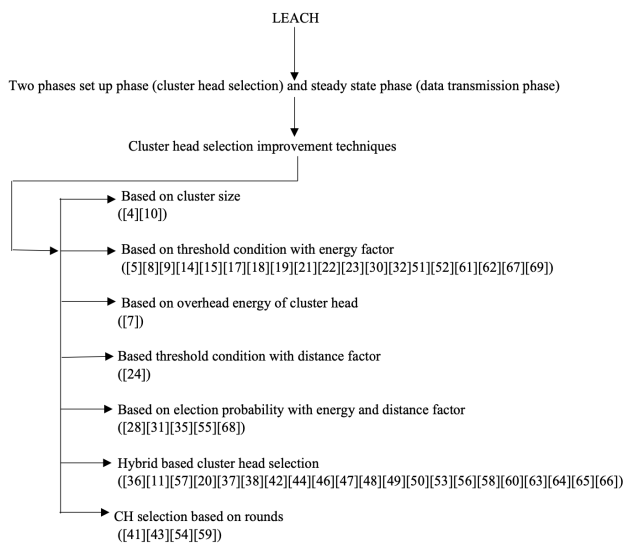 LEACH
Two phases set up phase (cluster head selection) and steady state phase (data transmission phase)
Cluster head selection improvement techniques
Based on cluster size
([4][10])
Based on threshold condition with energy factor
([5][8][9][14][15][17][18][19][21][22][23][30][32]51][52][61][62][67][69])
Based on overhead energy of cluster head
([7])
Based threshold condition with distance factor
([24])
Based on election probability with energy and distance factor
([28][31][35][55][68])
Hybrid based cluster head selection
([36][11][57][20][37][38][42][44][46][47][48][49][50][53][56][58][60][63][64][65][66])
CH selection based on rounds
([41][43][54][59])